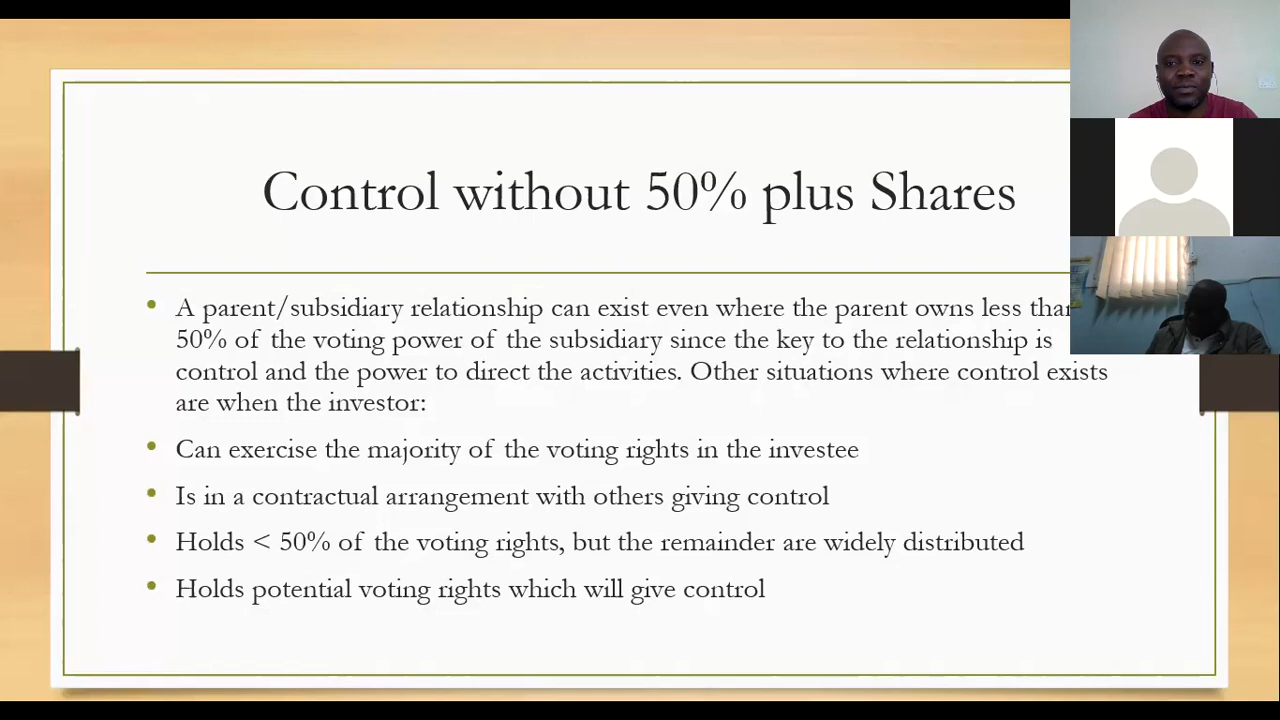 Control without 50% plus Shares
A parent/subsidiary relationship can exist even where the parent owns less than
50% of the voting power of the subsidiary since the key to the relationship is
control and the power to direct the activities. Other situations where control exists
are when the investor:
Can exercise the majority of the voting rights in the investee
Is in a contractual arrangement with others giving control
Holds < 50% of the voting rights, but the remainder are widely distributed
Holds potential voting rights which will give control